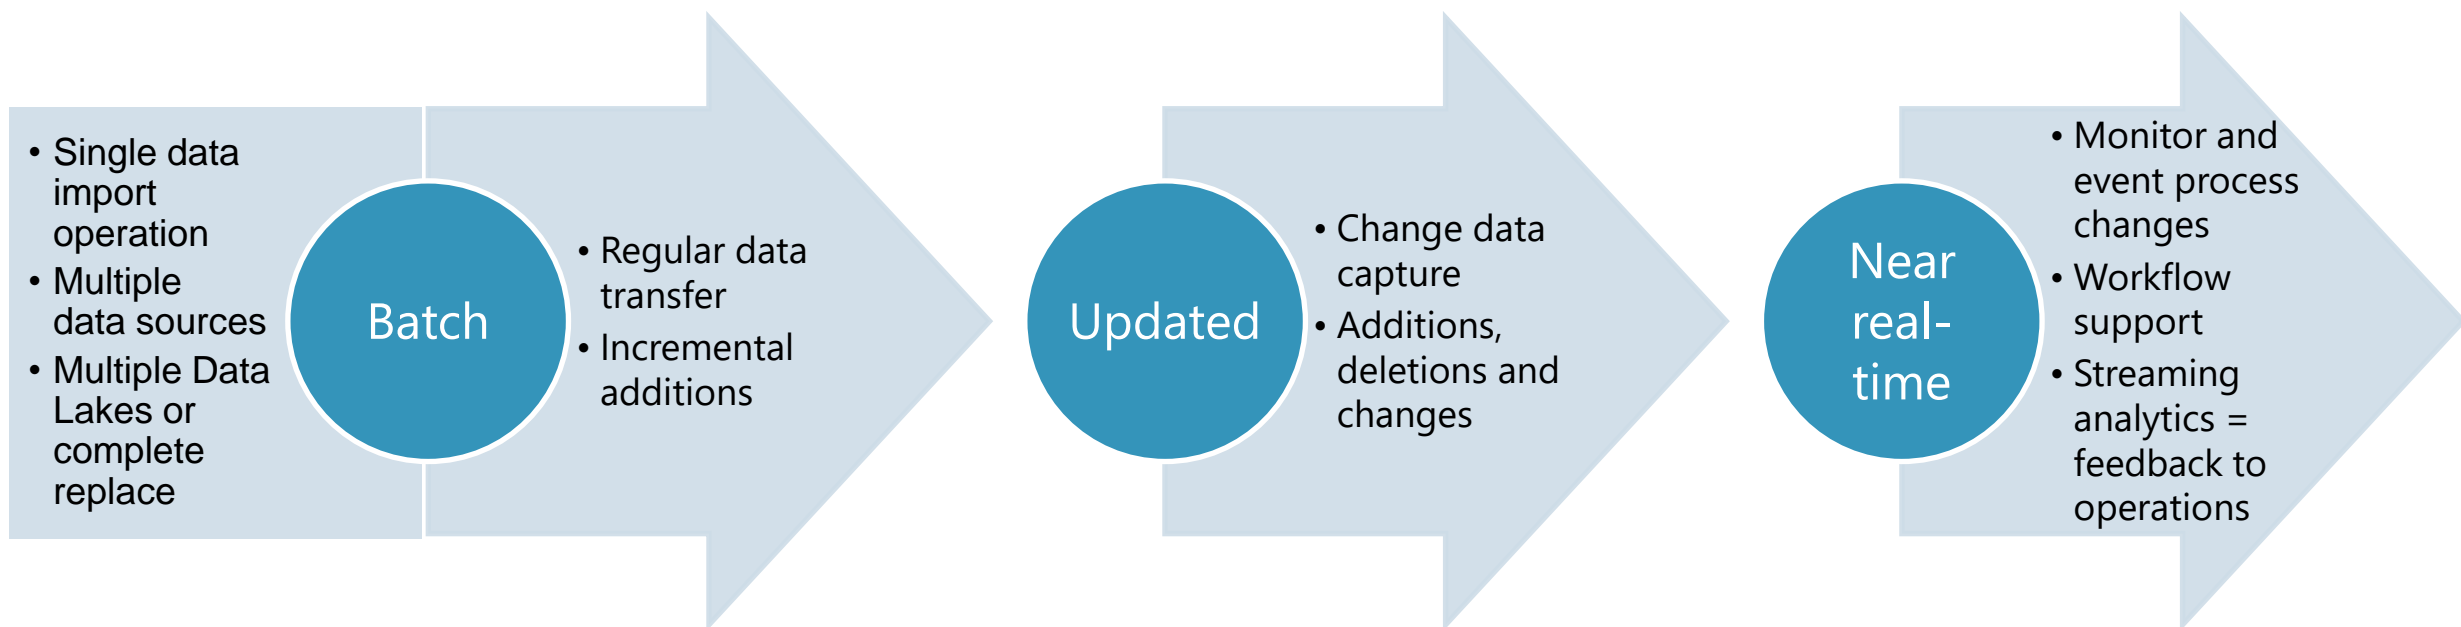 • Single data
import
operation
• Multiple
data sources
• Multiple Data
Lakes or
complete
replace
Batch
• Regular data
transfer
• Incremental
additions
Updated
• Change data
capture
• Additions,
deletions and
changes
Near
real-
time
• Monitor and
event process
changes
• Workflow
support
• Streaming
analytics =
feedback to
operations